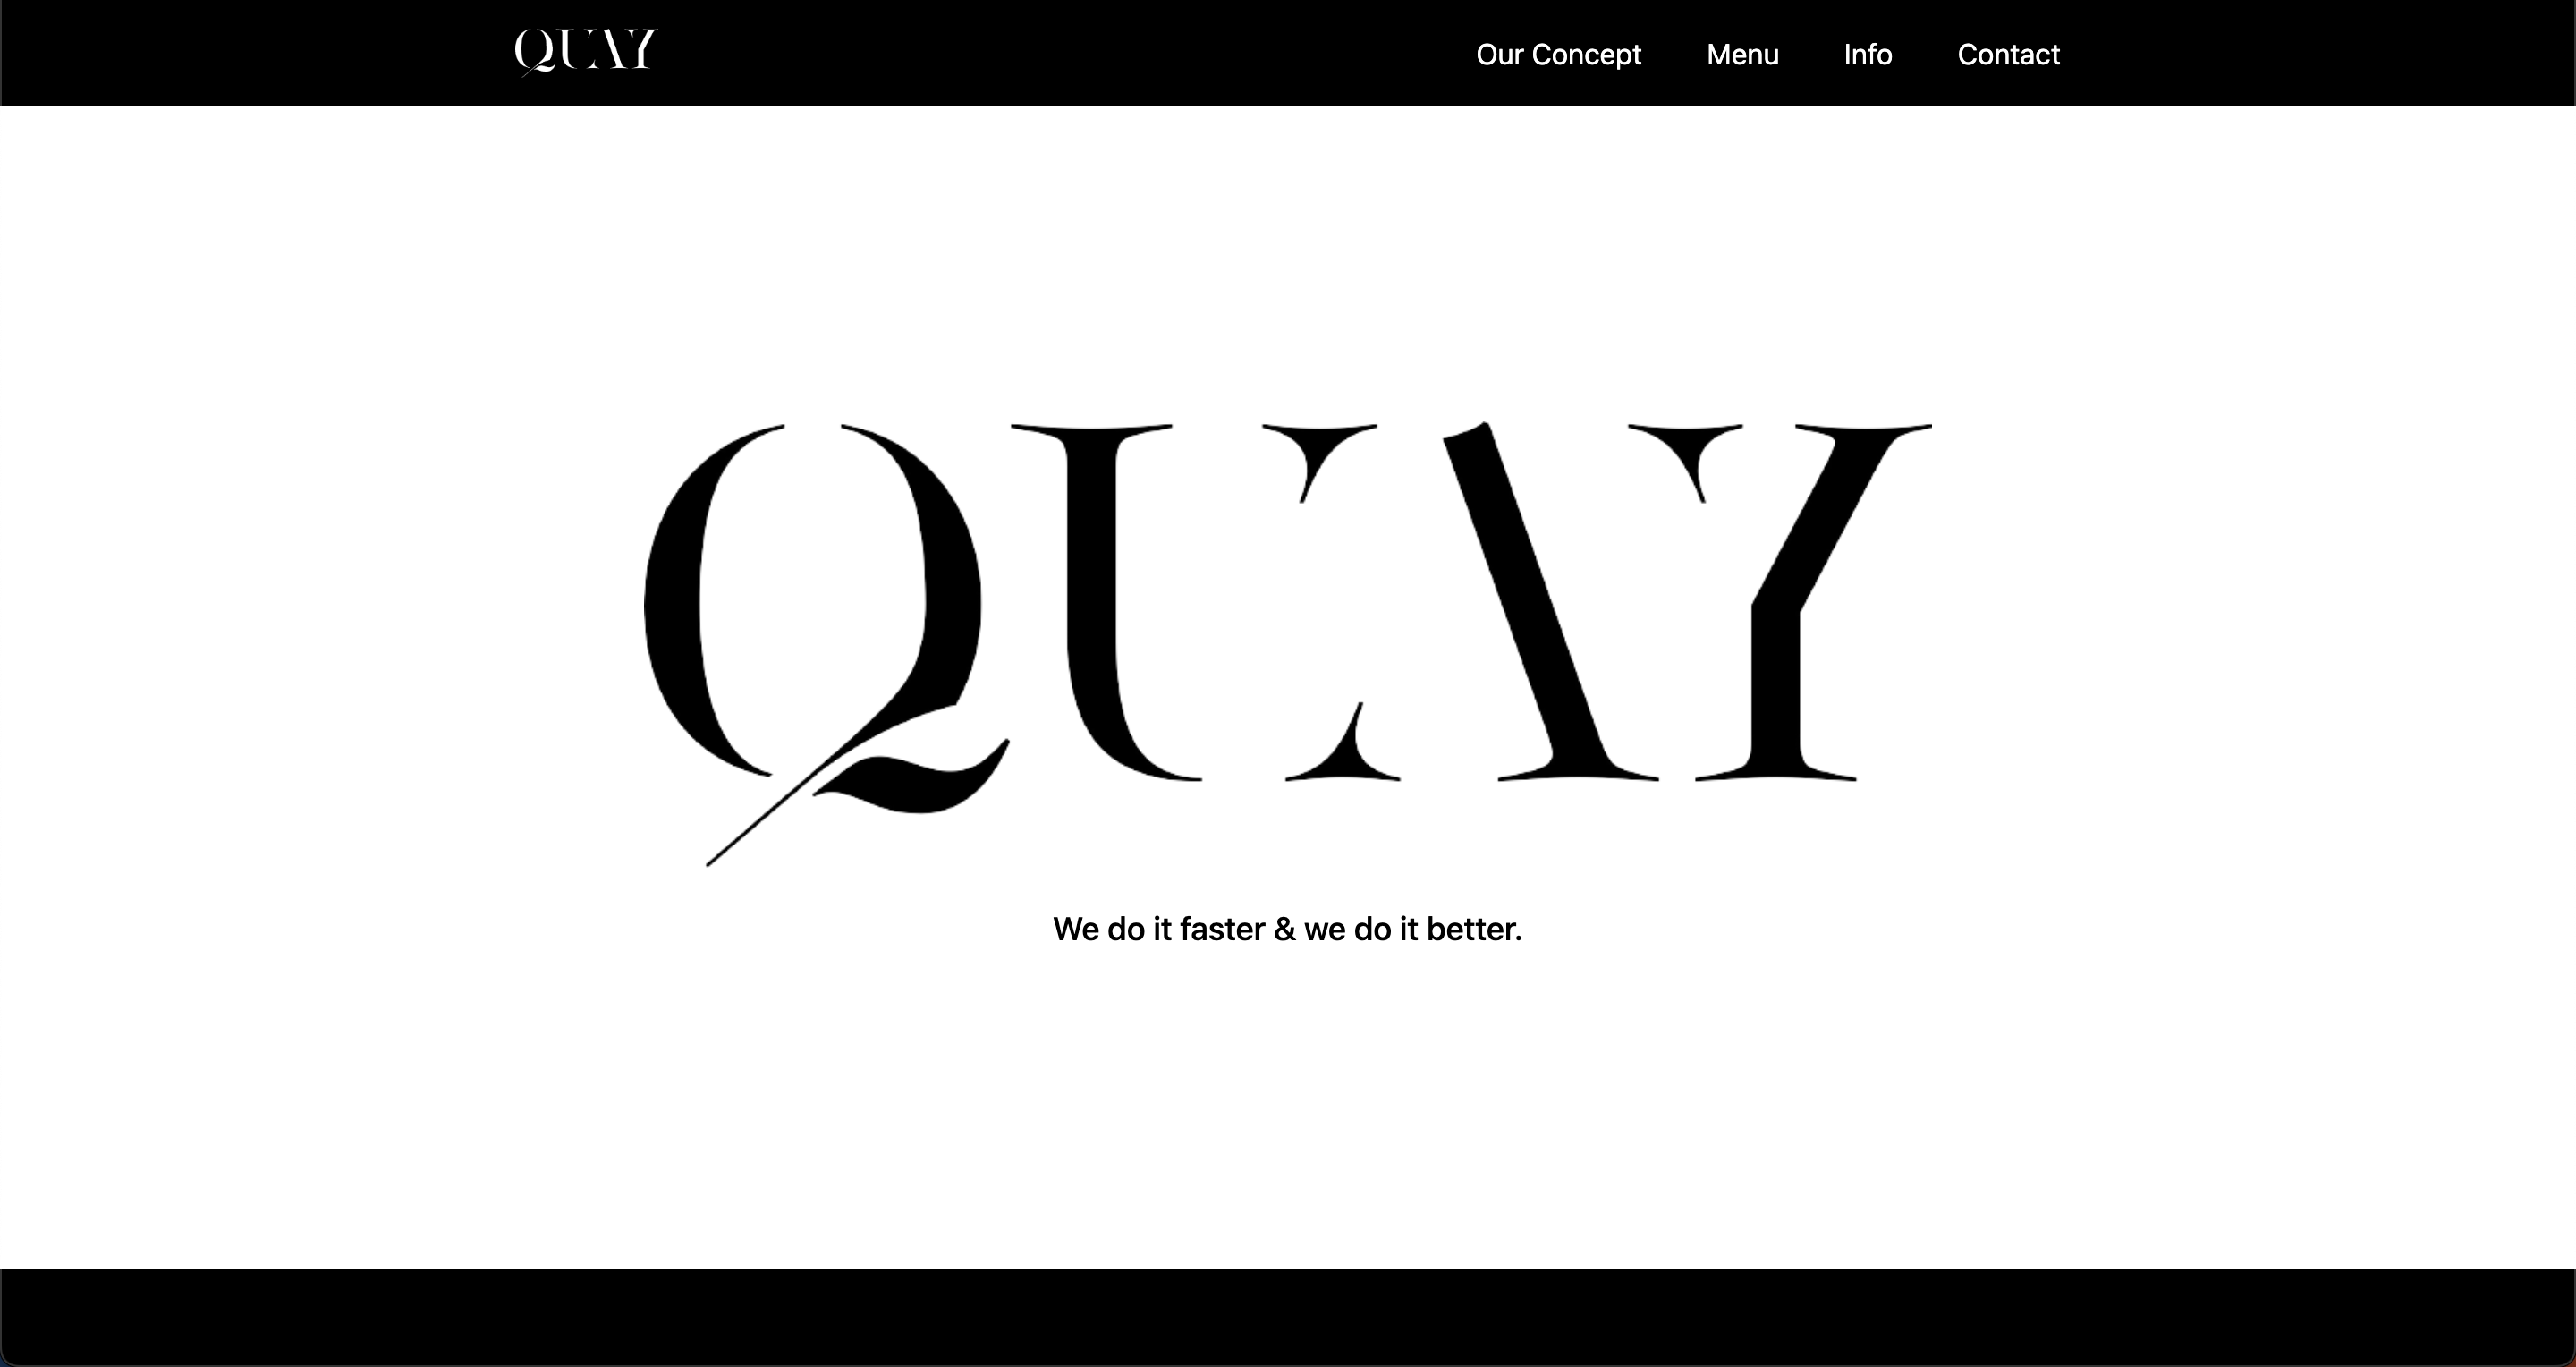 QUAY
Our Concept
Menu
Info
Contact
QUAY
We do it faster & we do it better.